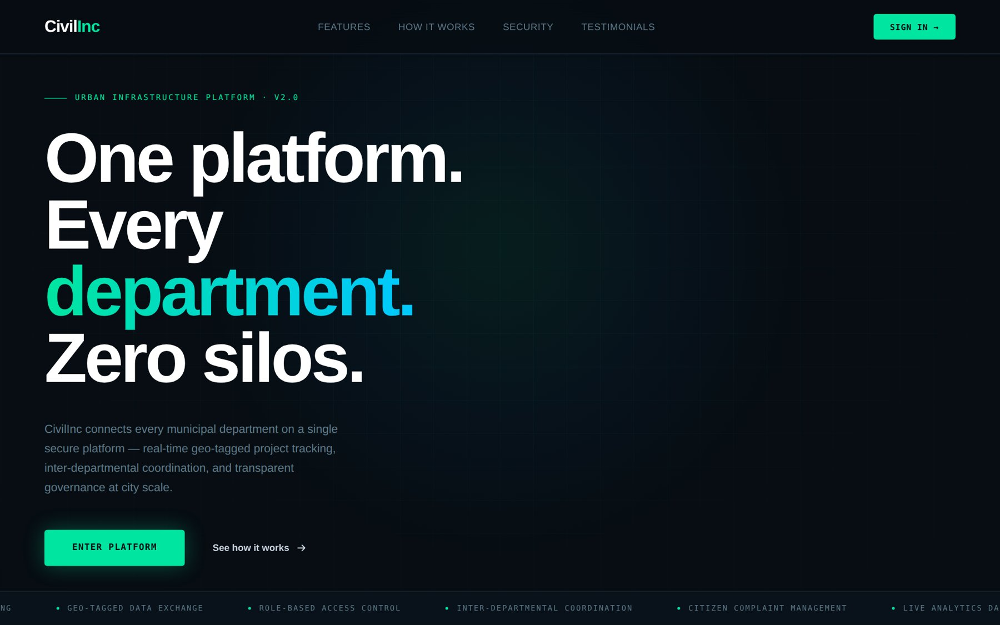 CivilInc
FEATURES
HOW IT WORKS
SECURITY
TESTIMONIALS
SIGN IN →
URBAN INFRASTRUCTURE PLATFORM · V2.0
One platform.
Every
department.
Zero silos.
CivilInc connects every municipal department on a single
secure platform — real-time geo-tagged project tracking,
inter-departmental coordination, and transparent
governance at city scale.
ENTER PLATFORM
See how it works →
NG • GEO-TAGGED DATA EXCHANGE • ROLE-BASED ACCESS CONTROL • INTER-DEPARTMENTAL COORDINATION • CITIZEN COMPLAINT MANAGEMENT • LIVE ANALYTICS DA